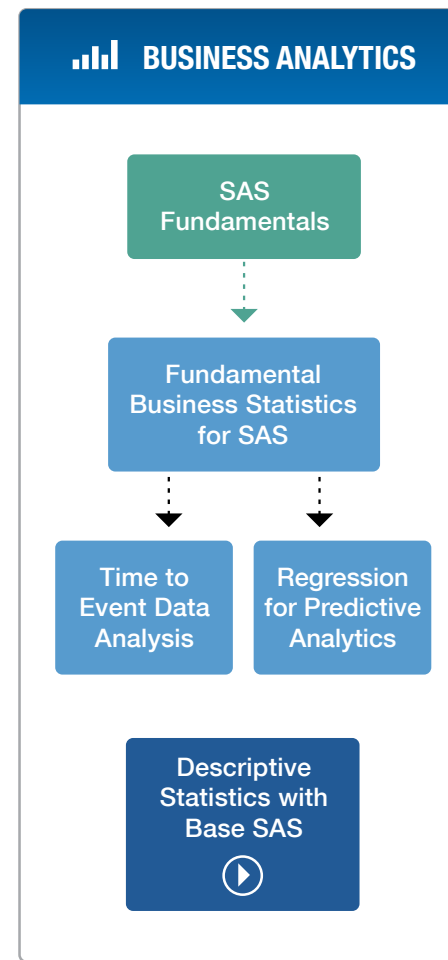 BUSINESS ANALYTICS
SAS
Fundamentals
Fundamental
Business Statistics
for SAS
Time to
Event Data
Analysis
Regression
for Predictive
Analytics
Descriptive
Statistics with
Base SAS